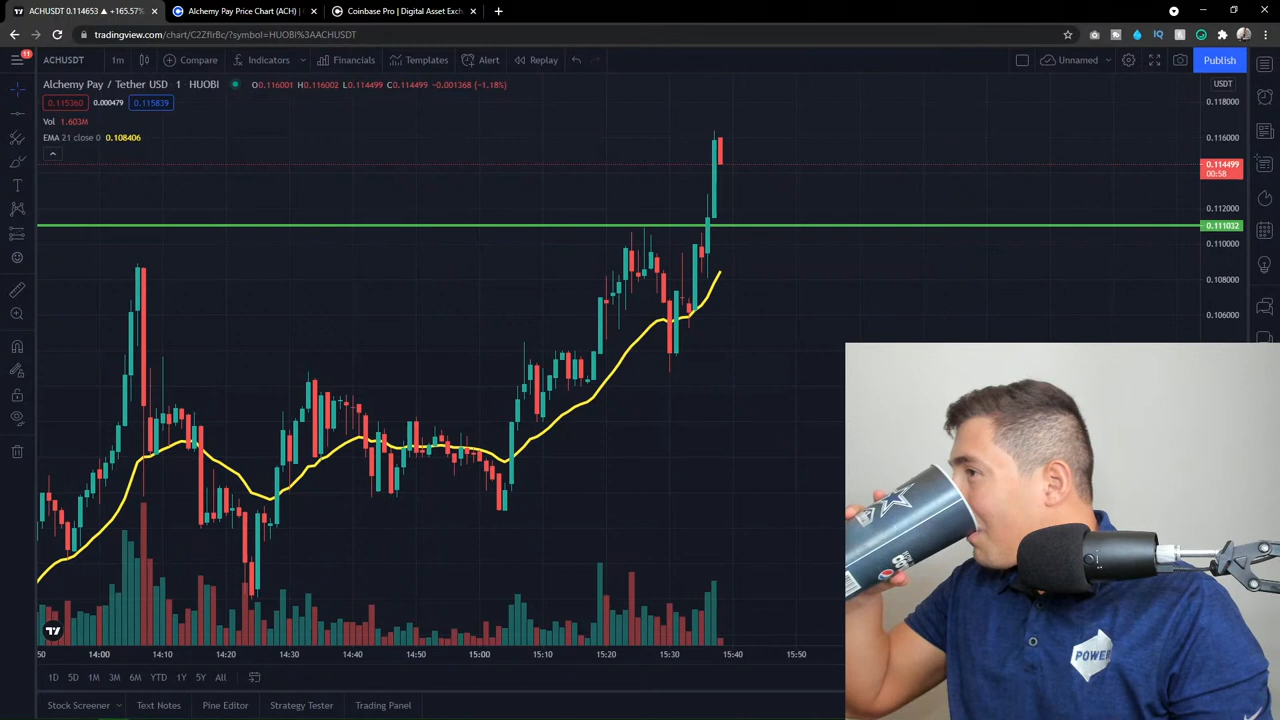 ACHUSDT 0.114653 ▲ +165.57%
Alchemy Pay Price Chart (ACH) |
Coinbase Pro | Digital Asset Exch
tradingview.com/chart/C2ZfIrBc/?symbol=HUOBI%3AACHUSDT
11
ACHUSDT 1m Compare Indicators Financials Templates Alert Replay Unnamed Publish
Alchemy Pay / Tether USD · 1 · HUOBI O0.116001 H0.116002 L0.114499 C0.114499 −0.001368 (−1.18%)
USDT
0.115360 0.000479 0.115839
0.118000
Vol 1.603M
EMA 21 close 0 0.108406
0.116000
0.114499
00:58
0.112000
0.111032
0.110000
0.108000
0.106000
POWER
:50 14:00 14:10 14:20 14:30 14:40 14:50 15:00 15:10 15:20 15:30 15:40 15:50
1D 5D 1M 3M 6M YTD 1Y 5Y All
Stock Screener Text Notes Pine Editor Strategy Tester Trading Panel